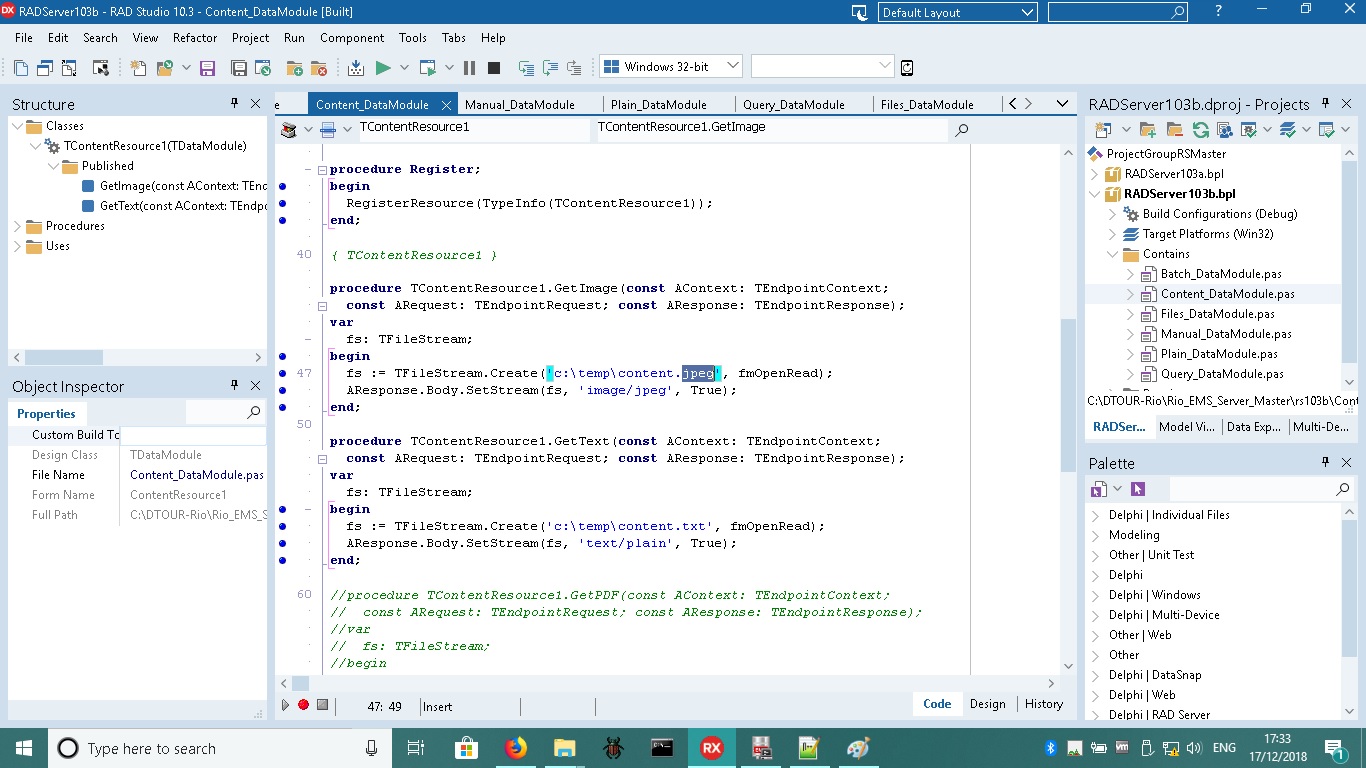 RADServer103b - RAD Studio 10.3 - Content_DataModule [Built]
Default Layout
File Edit Search View Refactor Project Run Component Tools Tabs Help
Windows 32-bit
Structure
Classes
TContentResource1(TDataModule)
Published
GetImage(const AContext: TEnd
GetText(const AContext: TEndpo
Procedures
Uses
Object Inspector
Properties
Custom Build To
Design Class TDataModule
File Name Content_DataModule.pas
Form Name ContentResource1
Full Path C:\DTOUR-Rio\Rio_EMS_S
e Content_DataModule Manual_DataModule Plain_DataModule Query_DataModule Files_DataModule
TContentResource1 TContentResource1.GetImage
procedure Register;
begin
RegisterResource(TypeInfo(TContentResource1));
end;
40 { TContentResource1 }
procedure TContentResource1.GetImage(const AContext: TEndpointContext;
const ARequest: TEndpointRequest; const AResponse: TEndpointResponse);
var
fs: TFileStream;
begin
47 fs := TFileStream.Create('c:\temp\content.jpeg', fmOpenRead);
AResponse.Body.SetStream(fs, 'image/jpeg', True);
end;
50
procedure TContentResource1.GetText(const AContext: TEndpointContext;
const ARequest: TEndpointRequest; const AResponse: TEndpointResponse);
var
fs: TFileStream;
begin
fs := TFileStream.Create('c:\temp\content.txt', fmOpenRead);
AResponse.Body.SetStream(fs, 'text/plain', True);
end;
60 //procedure TContentResource1.GetPDF(const AContext: TEndpointContext;
// const ARequest: TEndpointRequest; const AResponse: TEndpointResponse);
//var
// fs: TFileStream;
//begin
47: 49 Insert
Code Design History
RADServer103b.dproj - Projects
ProjectGroupRSMaster
RADServer103a.bpl
RADServer103b.bpl
Build Configurations (Debug)
Target Platforms (Win32)
Contains
Batch_DataModule.pas
Content_DataModule.pas
Files_DataModule.pas
Manual_DataModule.pas
Plain_DataModule.pas
Query_DataModule.pas
C:\DTOUR-Rio\Rio_EMS_Server_Master\rs103b\Cont
RADSer... Model Vi... Data Exp... Multi-De...
Palette
Delphi | Individual Files
Modeling
Other | Unit Test
Delphi
Delphi | Windows
Delphi | Multi-Device
Other | Web
Other
Delphi | DataSnap
Delphi | Web
Delphi | RAD Server
Type here to search
RX
ENG
17:33
17/12/2018
1